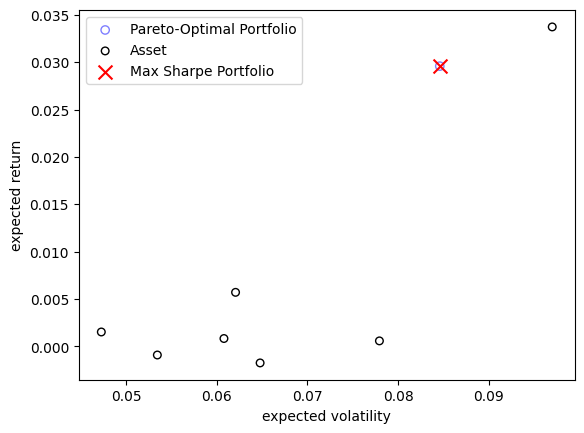 Pareto-Optimal Portfolio
Asset
Max Sharpe Portfolio
0.035
0.030
0.025
0.020
0.015
0.010
0.005
0.000
expected return
0.05
0.06
0.07
0.08
0.09
expected volatility